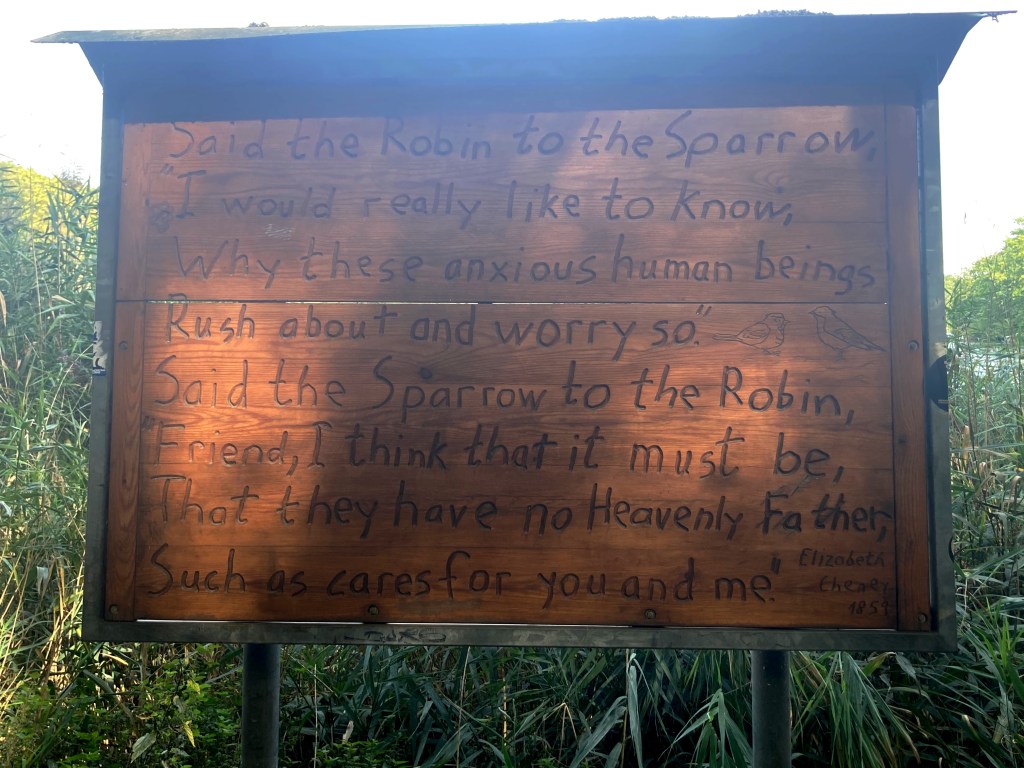 Said the Robin to the Sparrow,
"I would really like to know,
Why these anxious human beings
Rush about and worry so."
Said the Sparrow to the Robin,
"Friend, I think that it must be,
That they have no Heavenly Father,
Such as cares for you and me."
Elizabeth
Cheney
1859